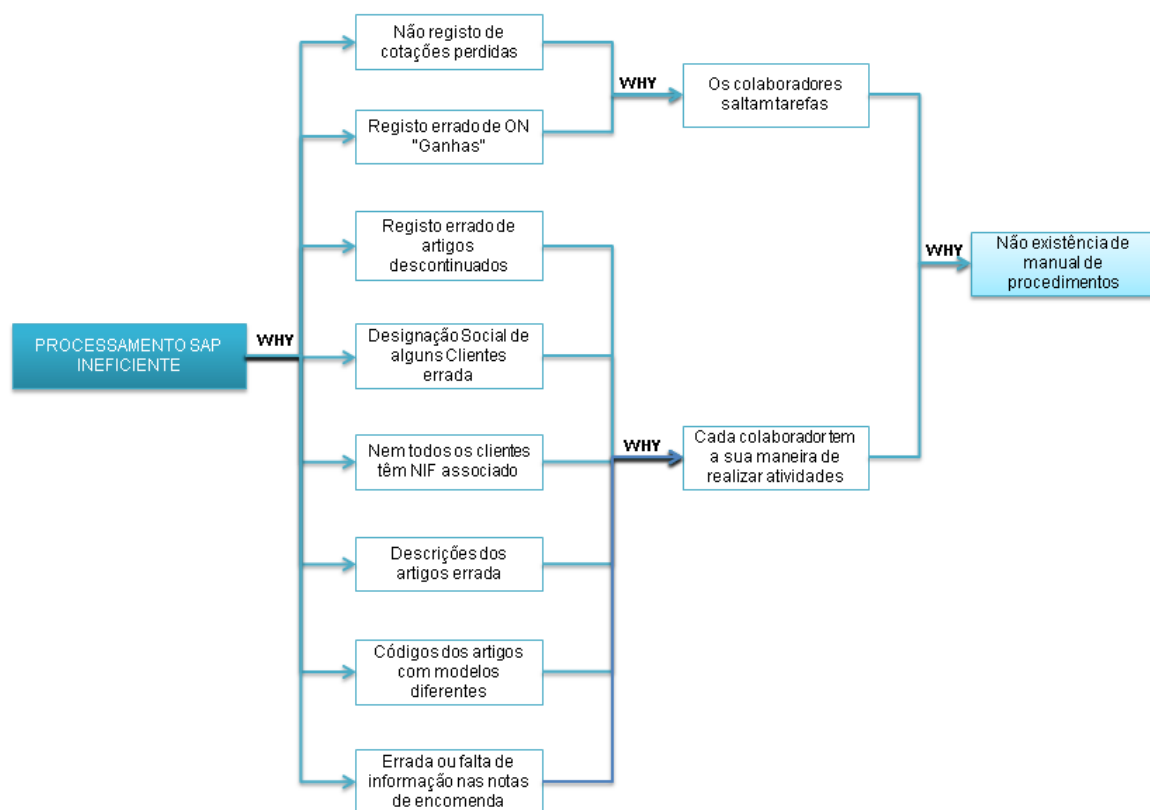 Não registo de
cotações perdidas
WHY
Os colaboradores
saltam tarefas
Registo errado de ON
"Ganhas"
Registo errado de
artigos
descontinuados
WHY
Não existência de
manual de
procedimentos
PROCESSAMENTO SAP
INEFICIENTE
WHY
Designação Social de
alguns Clientes
errada
Nem todos os clientes
têm NIF associado
WHY
Cada colaborador tem
a sua maneira de
realizar atividades
Descrições dos
artigos errada
Códigos dos artigos
com modelos
diferentes
Errada ou falta de
informação nas notas
de encomenda